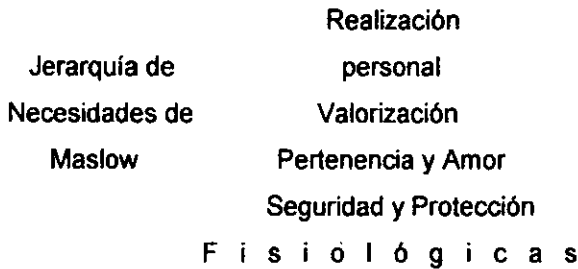 Realización
Jerarquía de personal
Necesidades de Valorización
Maslow Pertenencia y Amor
Seguridad y Protección
F i s i o l ó g i c a s